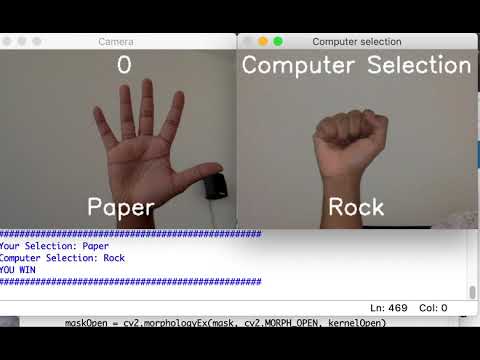 Camera
0
Paper
Computer selection
Computer Selection
Rock
##################################################
Your Selection: Paper
Computer Selection: Rock
YOU WIN
##################################################
Ln: 469 Col: 0
maskOpen = cv2.morphologyEx(mask, cv2.MORPH_OPEN, kernelOpen)